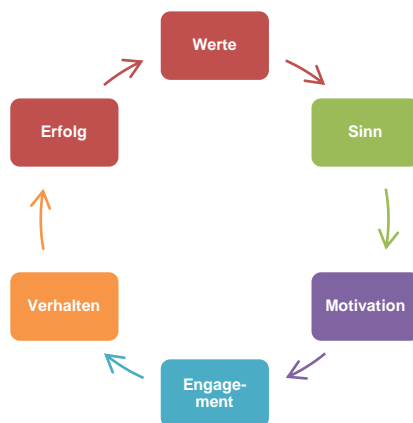 Werte
Sinn
Motivation
Engage-
ment
Verhalten
Erfolg